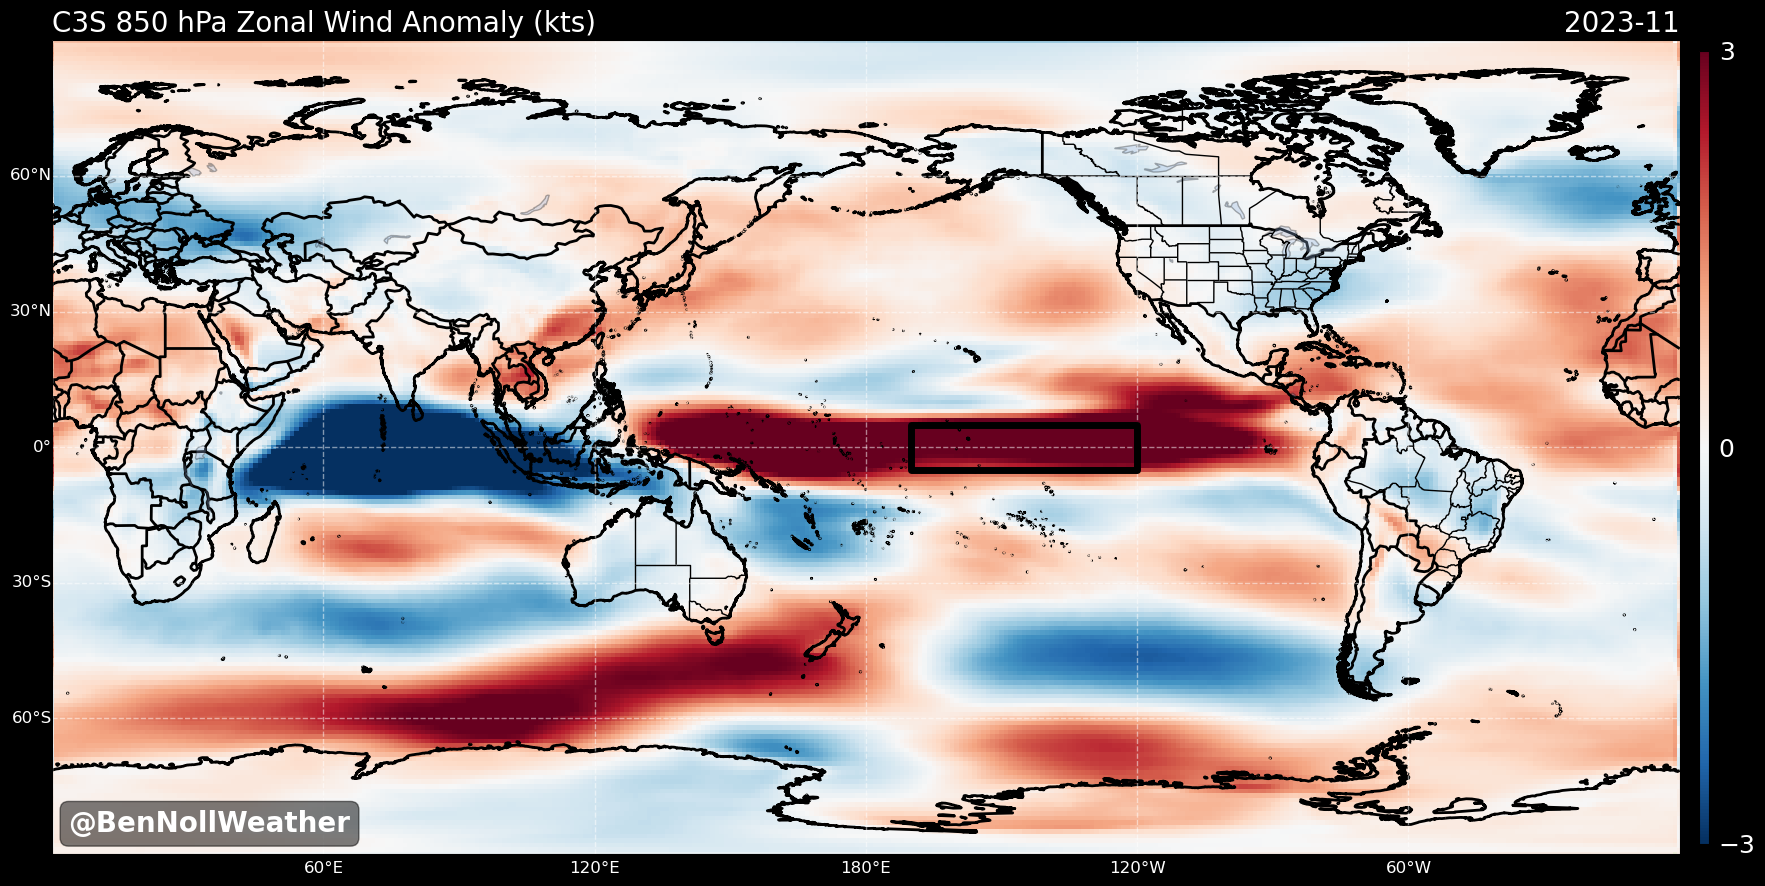 C3S 850 hPa Zonal Wind Anomaly (kts)
2023-11
3
60°N
30°N
0°
0
30°S
60°S
@BenNollWeather
−3
60°E
120°E
180°E
120°W
60°W